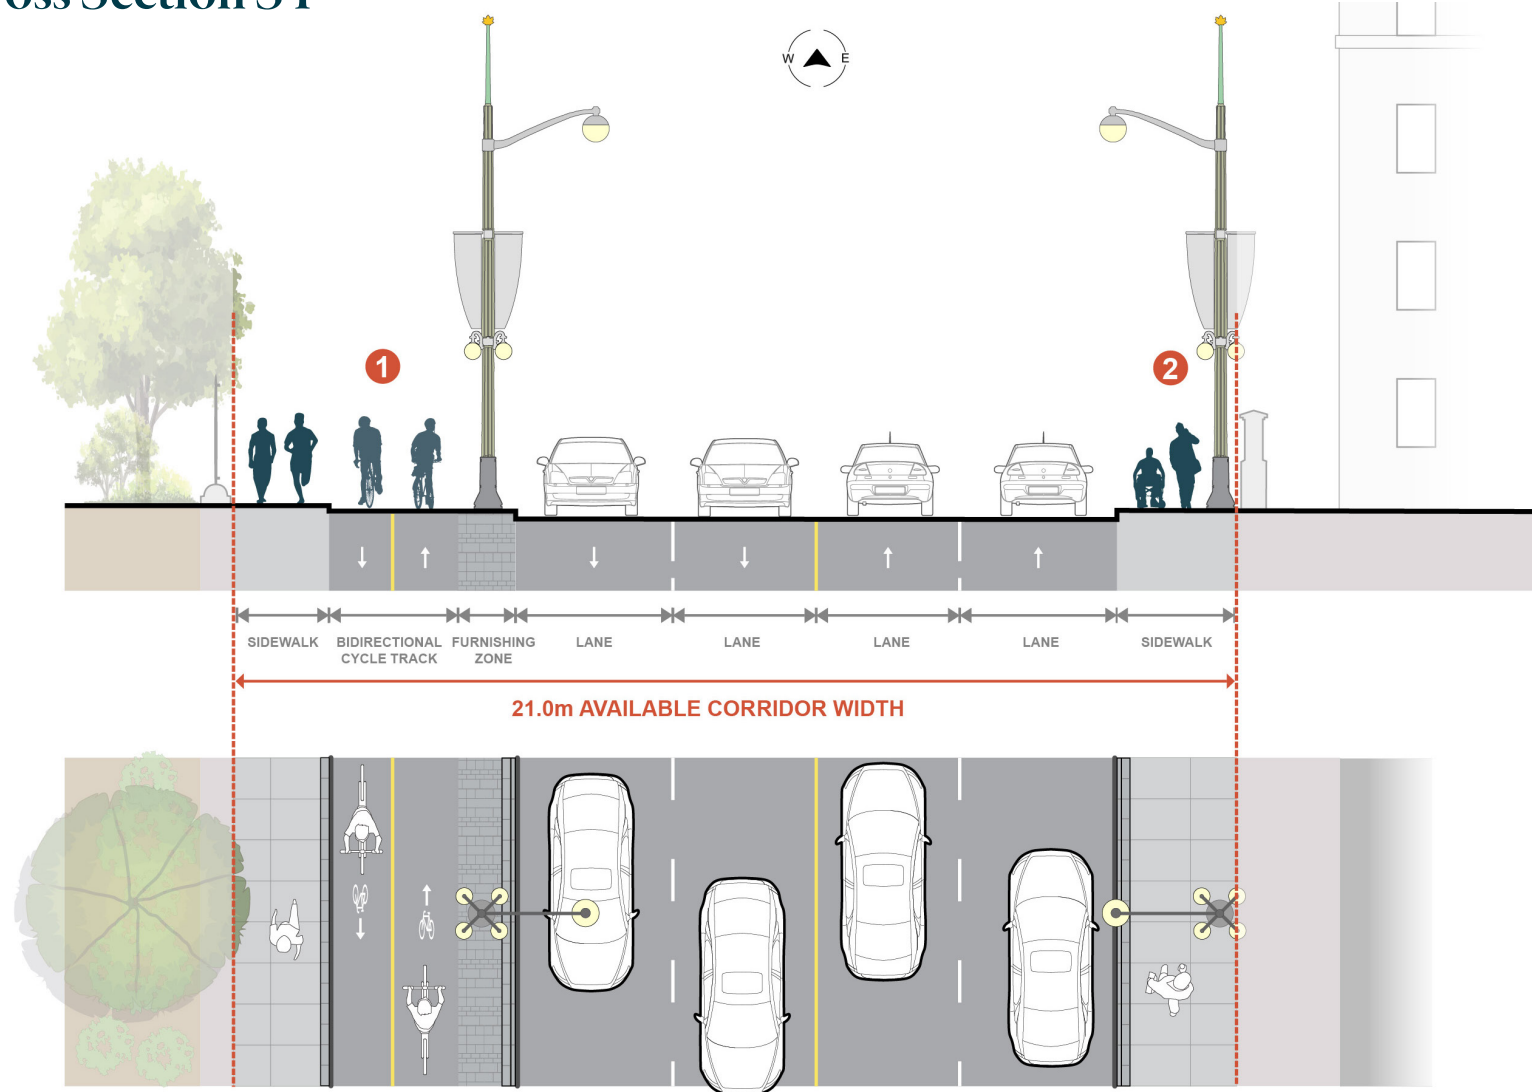 W E
1
2
SIDEWALK BIDIRECTIONAL FURNISHING LANE LANE LANE LANE SIDEWALK
CYCLE TRACK ZONE
21.0m AVAILABLE CORRIDOR WIDTH